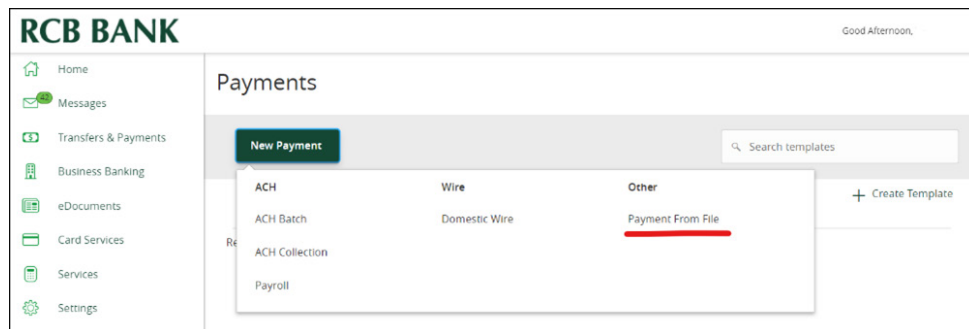 RCB BANK
Good Afternoon,
Home
Messages
Transfers & Payments
Business Banking
eDocuments
Card Services
Services
Settings
Payments
New Payment
Search templates
ACH
Wire
Other
Create Template
ACH Batch
Domestic Wire
Payment From File
Re
ACH Collection
Payroll